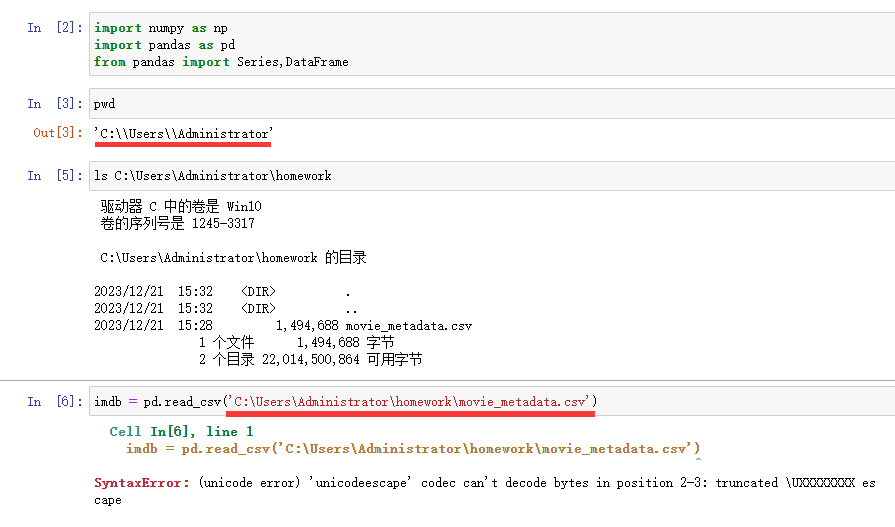 In [2]: import numpy as np
import pandas as pd
from pandas import Series,DataFrame
In [3]: pwd
Out[3]: 'C:\\Users\\Administrator'
In [5]: ls C:\Users\Administrator\homework
驱动器 C 中的卷是 Win10
卷的序列号是 1245-3317
C:\Users\Administrator\homework 的目录
2023/12/21  15:32    <DIR>          .
2023/12/21  15:32    <DIR>          ..
2023/12/21  15:28         1,494,688 movie_metadata.csv
1 个文件      1,494,688 字节
2 个目录 22,014,500,864 可用字节
In [6]: imdb = pd.read_csv('C:\Users\Administrator\homework\movie_metadata.csv')
Cell In[6], line 1
imdb = pd.read_csv('C:\Users\Administrator\homework\movie_metadata.csv')
^
SyntaxError: (unicode error) 'unicodeescape' codec can't decode bytes in position 2-3: truncated \UXXXXXXXX es
cape